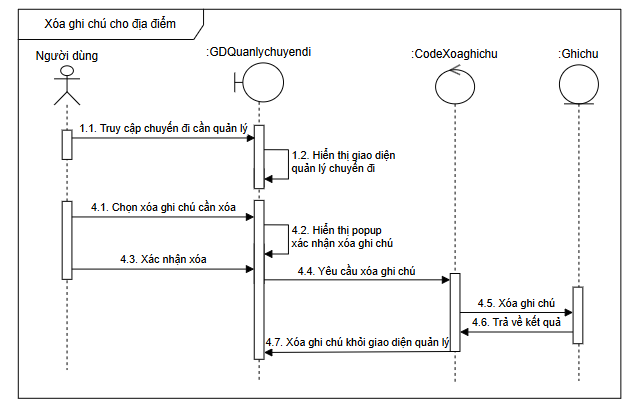 Xóa ghi chú cho địa điểm
Người dùng
:GDQuanlychuyendi
:CodeXoaghichu
:Ghichu
1.1. Truy cập chuyến đi cần quản lý
1.2. Hiển thị giao diện
quản lý chuyến đi
4.1. Chọn xóa ghi chú cần xóa
4.2. Hiển thị popup
xác nhận xóa ghi chú
4.3. Xác nhận xóa
4.4. Yêu cầu xóa ghi chú
4.5. Xóa ghi chú
4.6. Trả về kết quả
4.7. Xóa ghi chú khỏi giao diện quản lý